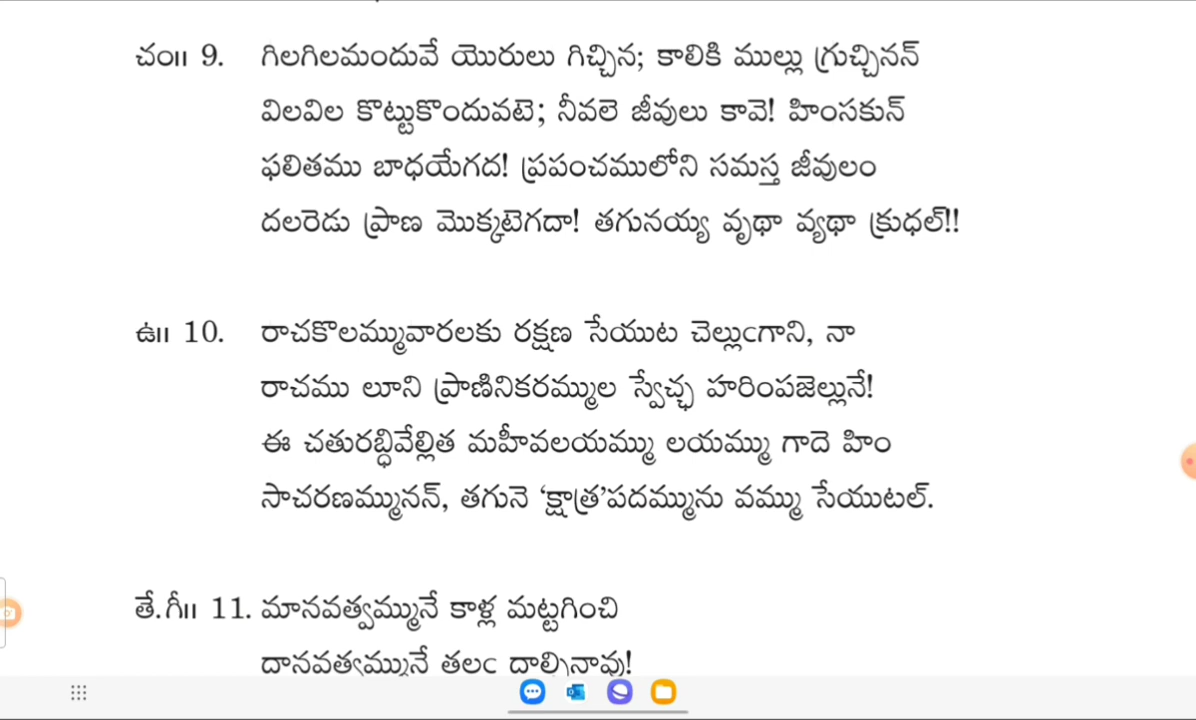 చం॥ 9. గిలగిలమందువే యొరులు గిచ్చిన; కాలికి ముల్లు గ్రుచ్చినన్
విలవిల కొట్టుకొందువటె; నీవలె జీవులు కావె! హింసకున్
ఫలితము బాధయేగద! ప్రపంచములోని సమస్త జీవులం
దలరెడు ప్రాణ మొక్కటెగదా! తగునయ్య వృథా వ్యథా క్రుధల్!!
ఉ॥ 10. రాచకొలమ్మువారలకు రక్షణ సేయుట చెల్లుఁగాని, నా
రాచము లూని ప్రాణినికరమ్ముల స్వేచ్ఛ హరింపజెల్లునే!
ఈ చతురబ్ధివేల్లిత మహీవలయమ్ము లయమ్ము గాదె హిం
సాచరణమ్మునన్, తగునె ‘క్షాత్ర’పదమ్మును వమ్ము సేయుటల్.
తే.గీ॥ 11. మానవత్వమ్మునే కాళ్ల మట్టగించి
దానవత్వమ్మునే తలఁ దాల్చినావు!